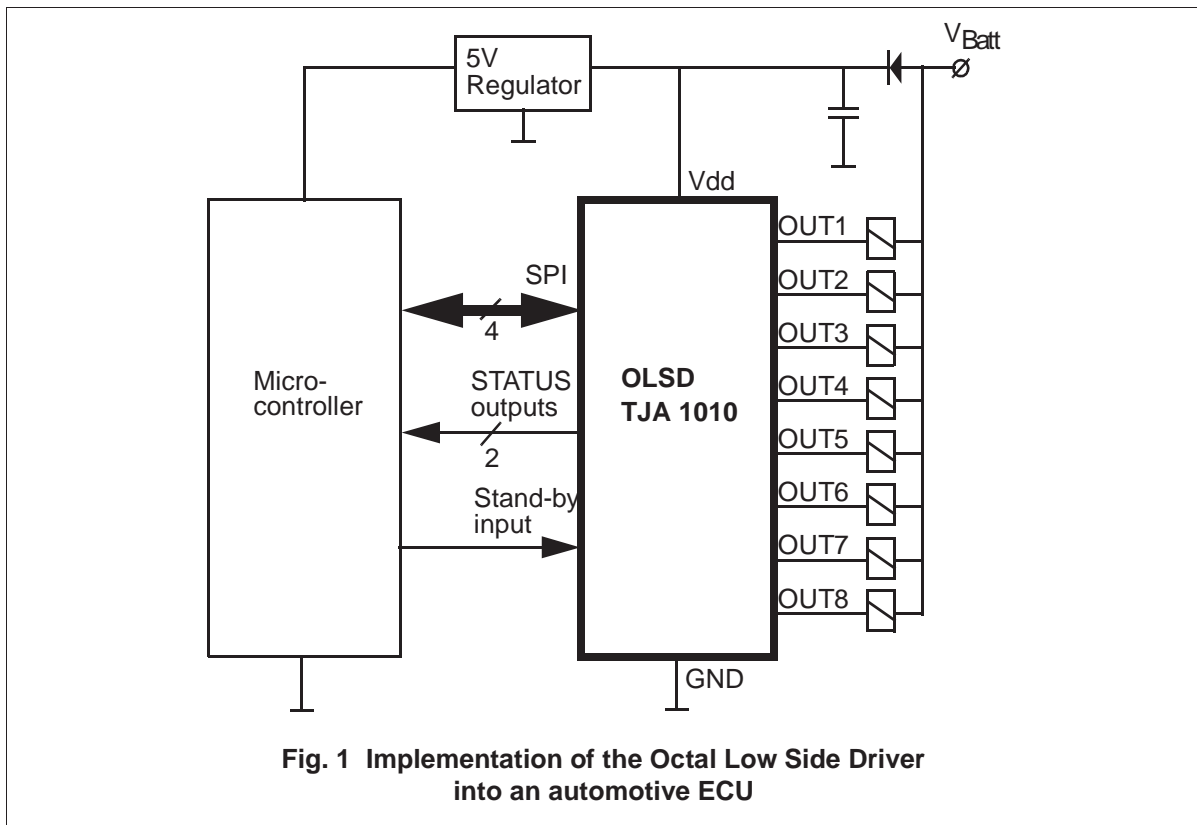 V_Batt
5V
Regulator
Vdd
OUT1
SPI
OUT2
4
OUT3
Micro-
controller
STATUS
outputs
OLSD
TJA 1010
OUT4
2
OUT5
Stand-by
input
OUT6
OUT7
OUT8
GND
Fig. 1 Implementation of the Octal Low Side Driver
into an automotive ECU